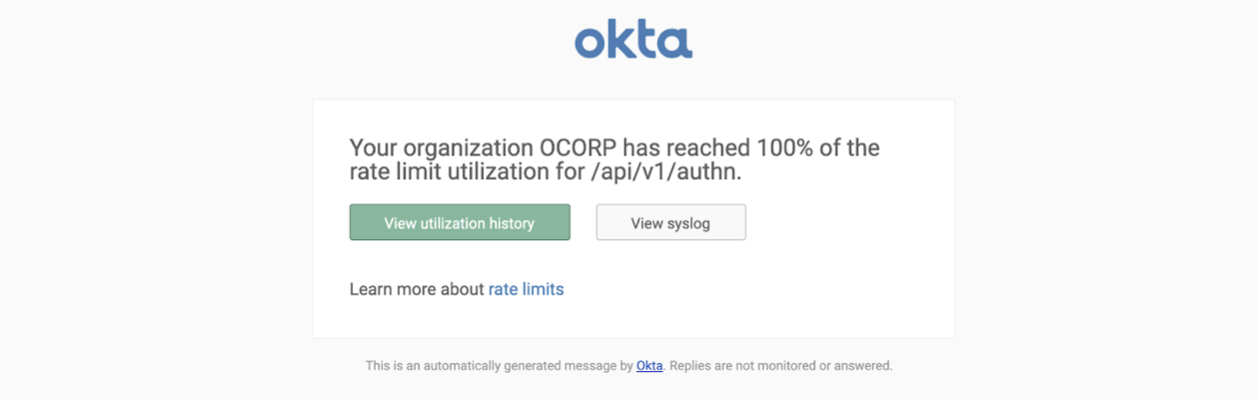 okta
Your organization OCORP has reached 100% of the
rate limit utilization for /api/v1/authn.
View utilization history
View syslog
Learn more about rate limits
This is an automatically generated message by Okta. Replies are not monitored or answered.